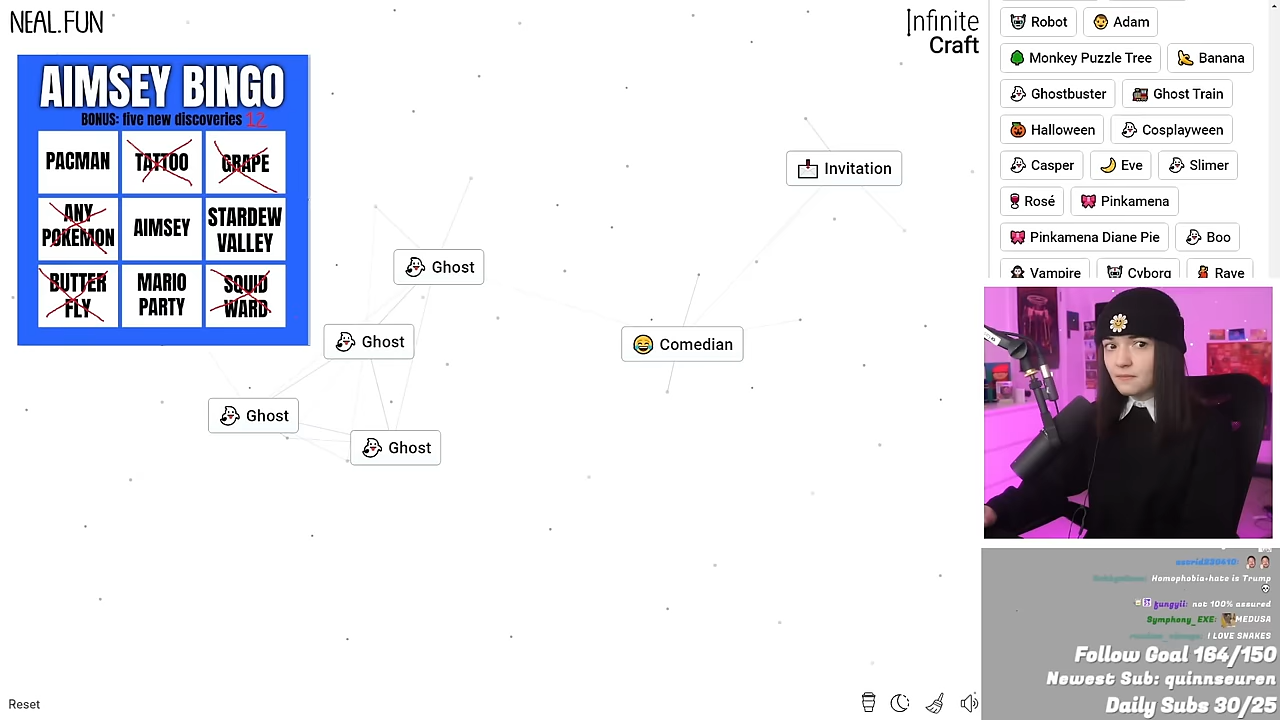 NEAL.FUN
Infinite
Craft
AIMSEY BINGO
BONUS: five new discoveries 12
PACMAN
TATTOO
GRAPE
ANY
POKEMON
AIMSEY
STARDEW
VALLEY
BUTTER
FLY
MARIO
PARTY
SQUID
WARD
Ghost
Ghost
Ghost
Ghost
Comedian
Invitation
Robot
Adam
Monkey Puzzle Tree
Banana
Ghostbuster
Ghost Train
Halloween
Cosplayween
Casper
Eve
Slimer
Rosé
Pinkamena
Pinkamena Diane Pie
Boo
Vampire
Cyborg
Rave
Homophobia+hate is Trump
fungyii: not 100% assured
Symphony_EXE: MEDUSA
I LOVE SNAKES
Follow Goal 164/150
Newest Sub: quinnseuren
Daily Subs 30/25
Reset